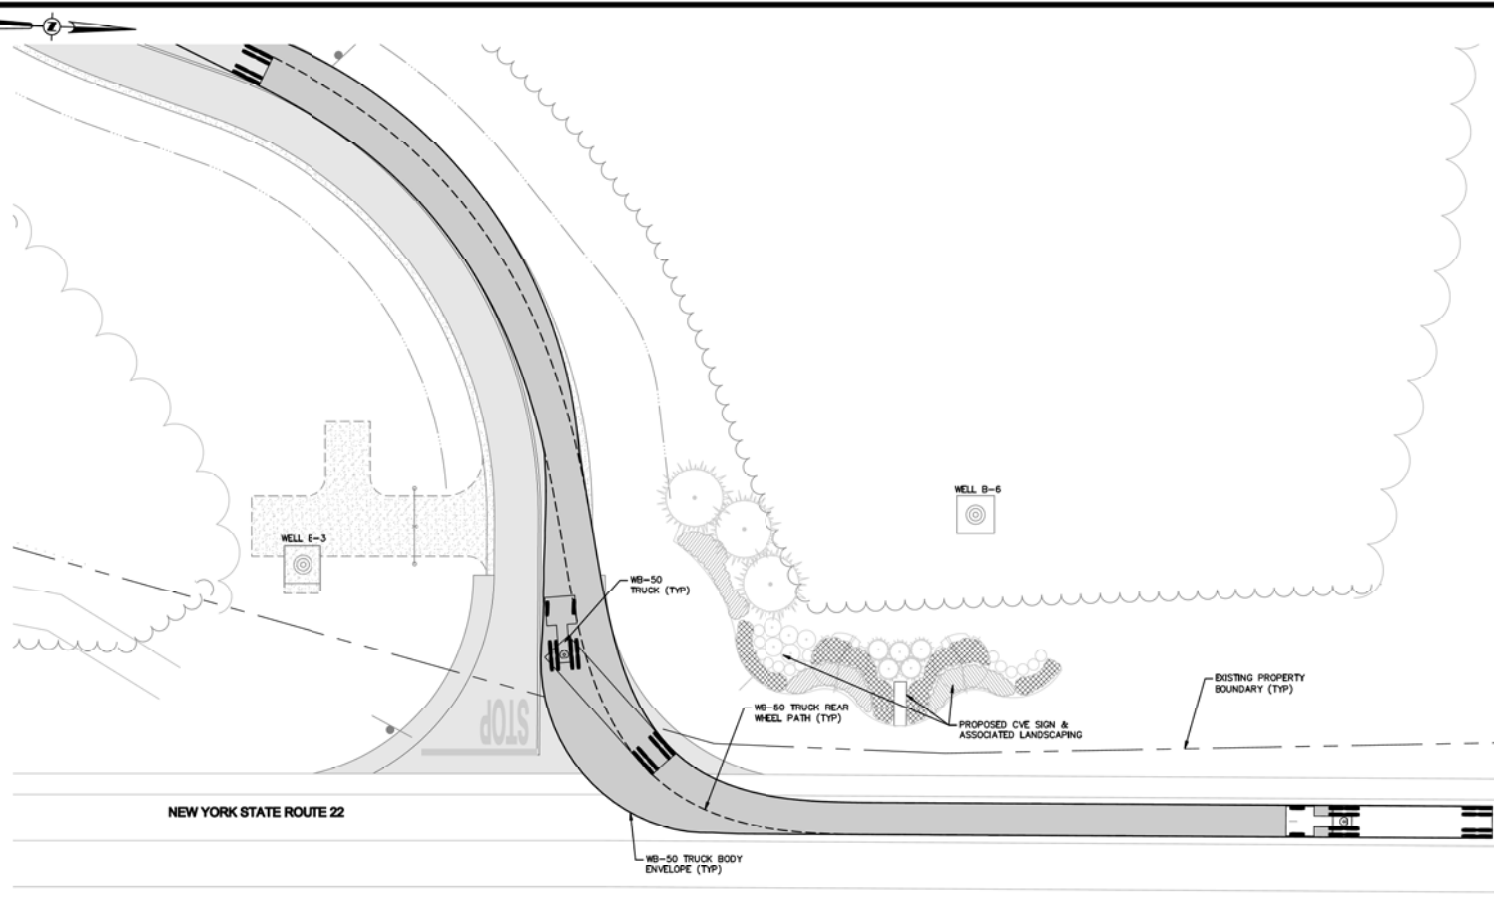 Z
WELL B-6
WELL E-3
WB-50
TRUCK (TYP)
EXISTING PROPERTY
BOUNDARY (TYP)
WB-50 TRUCK REAR
WHEEL PATH (TYP)
PROPOSED CVE SIGN &
ASSOCIATED LANDSCAPING
STOP
NEW YORK STATE ROUTE 22
WB-50 TRUCK BODY
ENVELOPE (TYP)